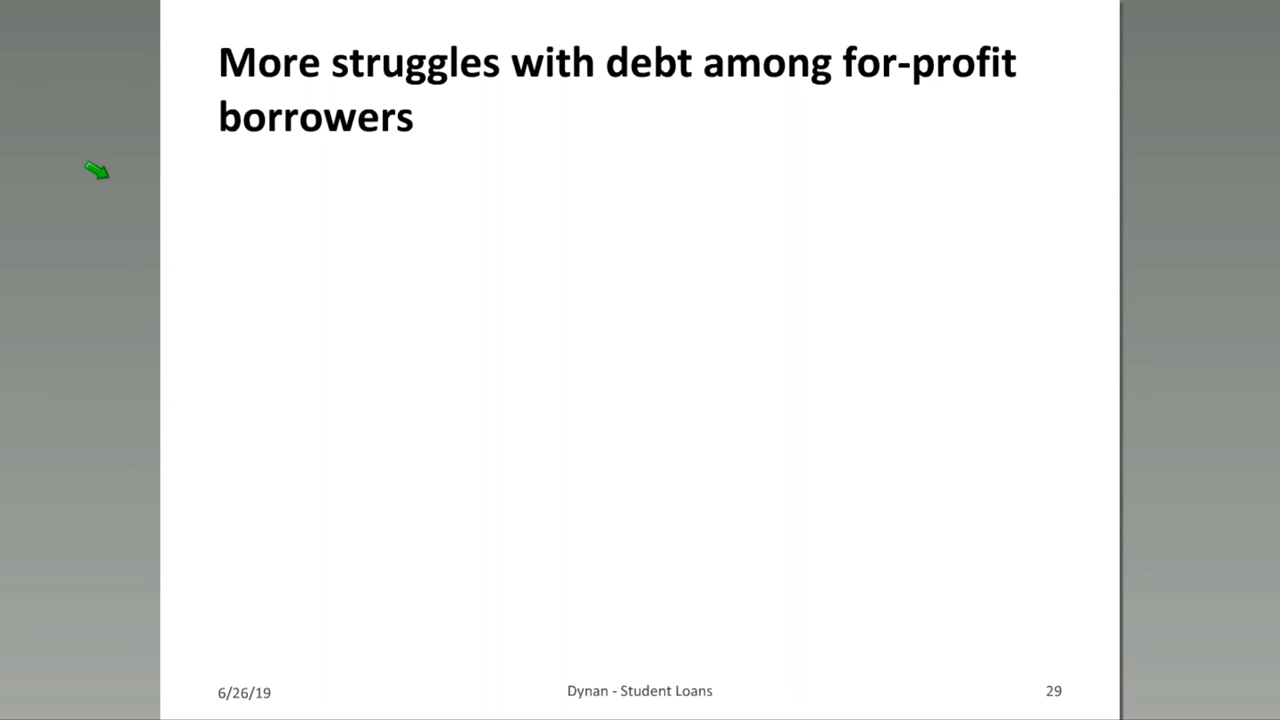 More struggles with debt among for-profit
borrowers
6/26/19
Dynan - Student Loans
29